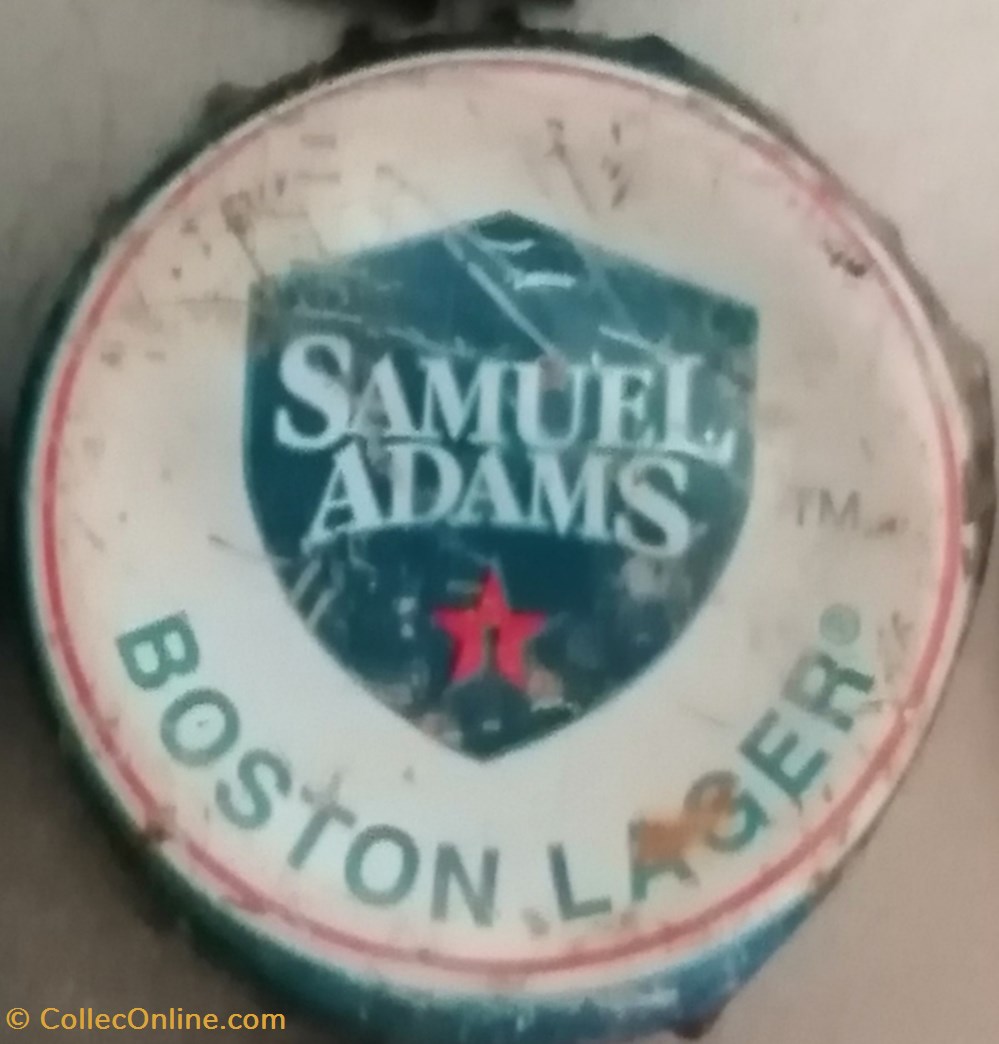 SAMUEL
ADAMS
TM
BOSTON LAGER®
© CollecOnline.com